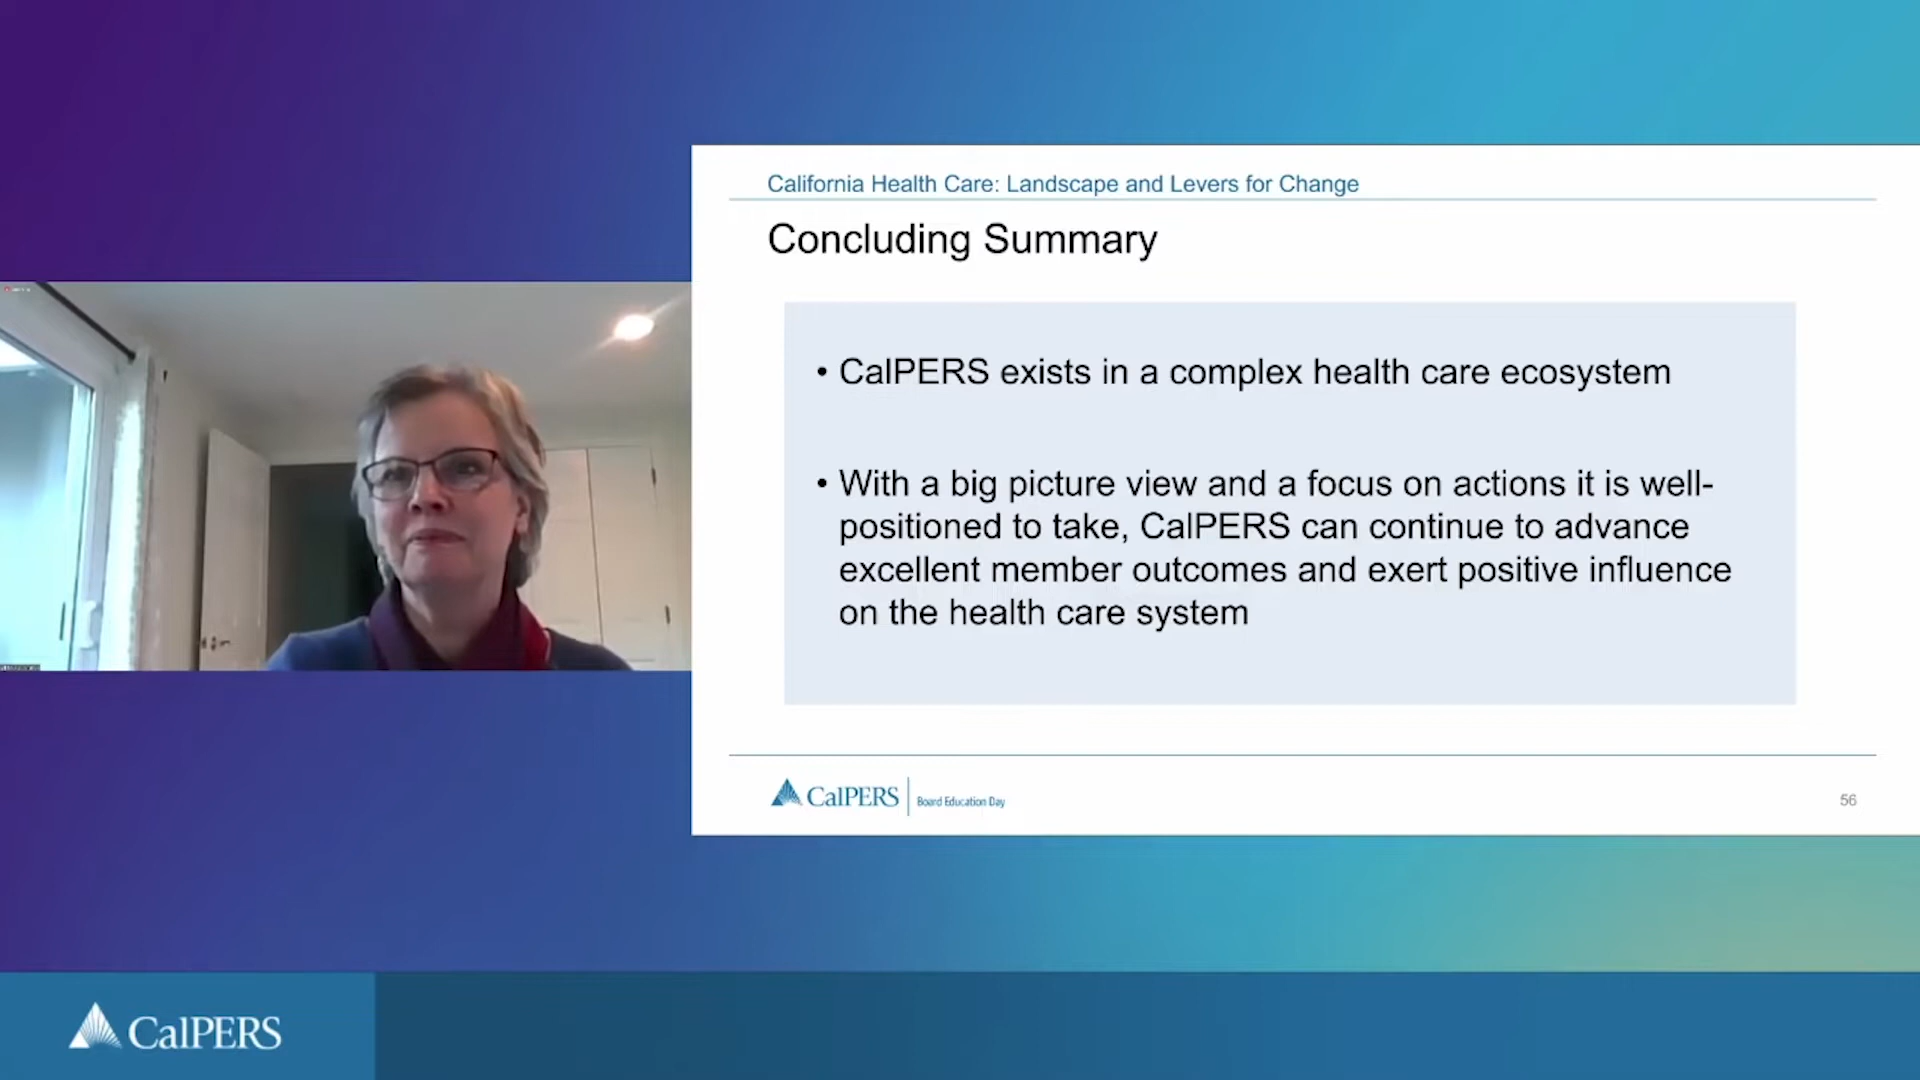 California Health Care: Landscape and Levers for Change
Concluding Summary
• CalPERS exists in a complex health care ecosystem
• With a big picture view and a focus on actions it is well-
positioned to take, CalPERS can continue to advance
excellent member outcomes and exert positive influence
on the health care system
CalPERS
Board Education Day
56
CalPERS